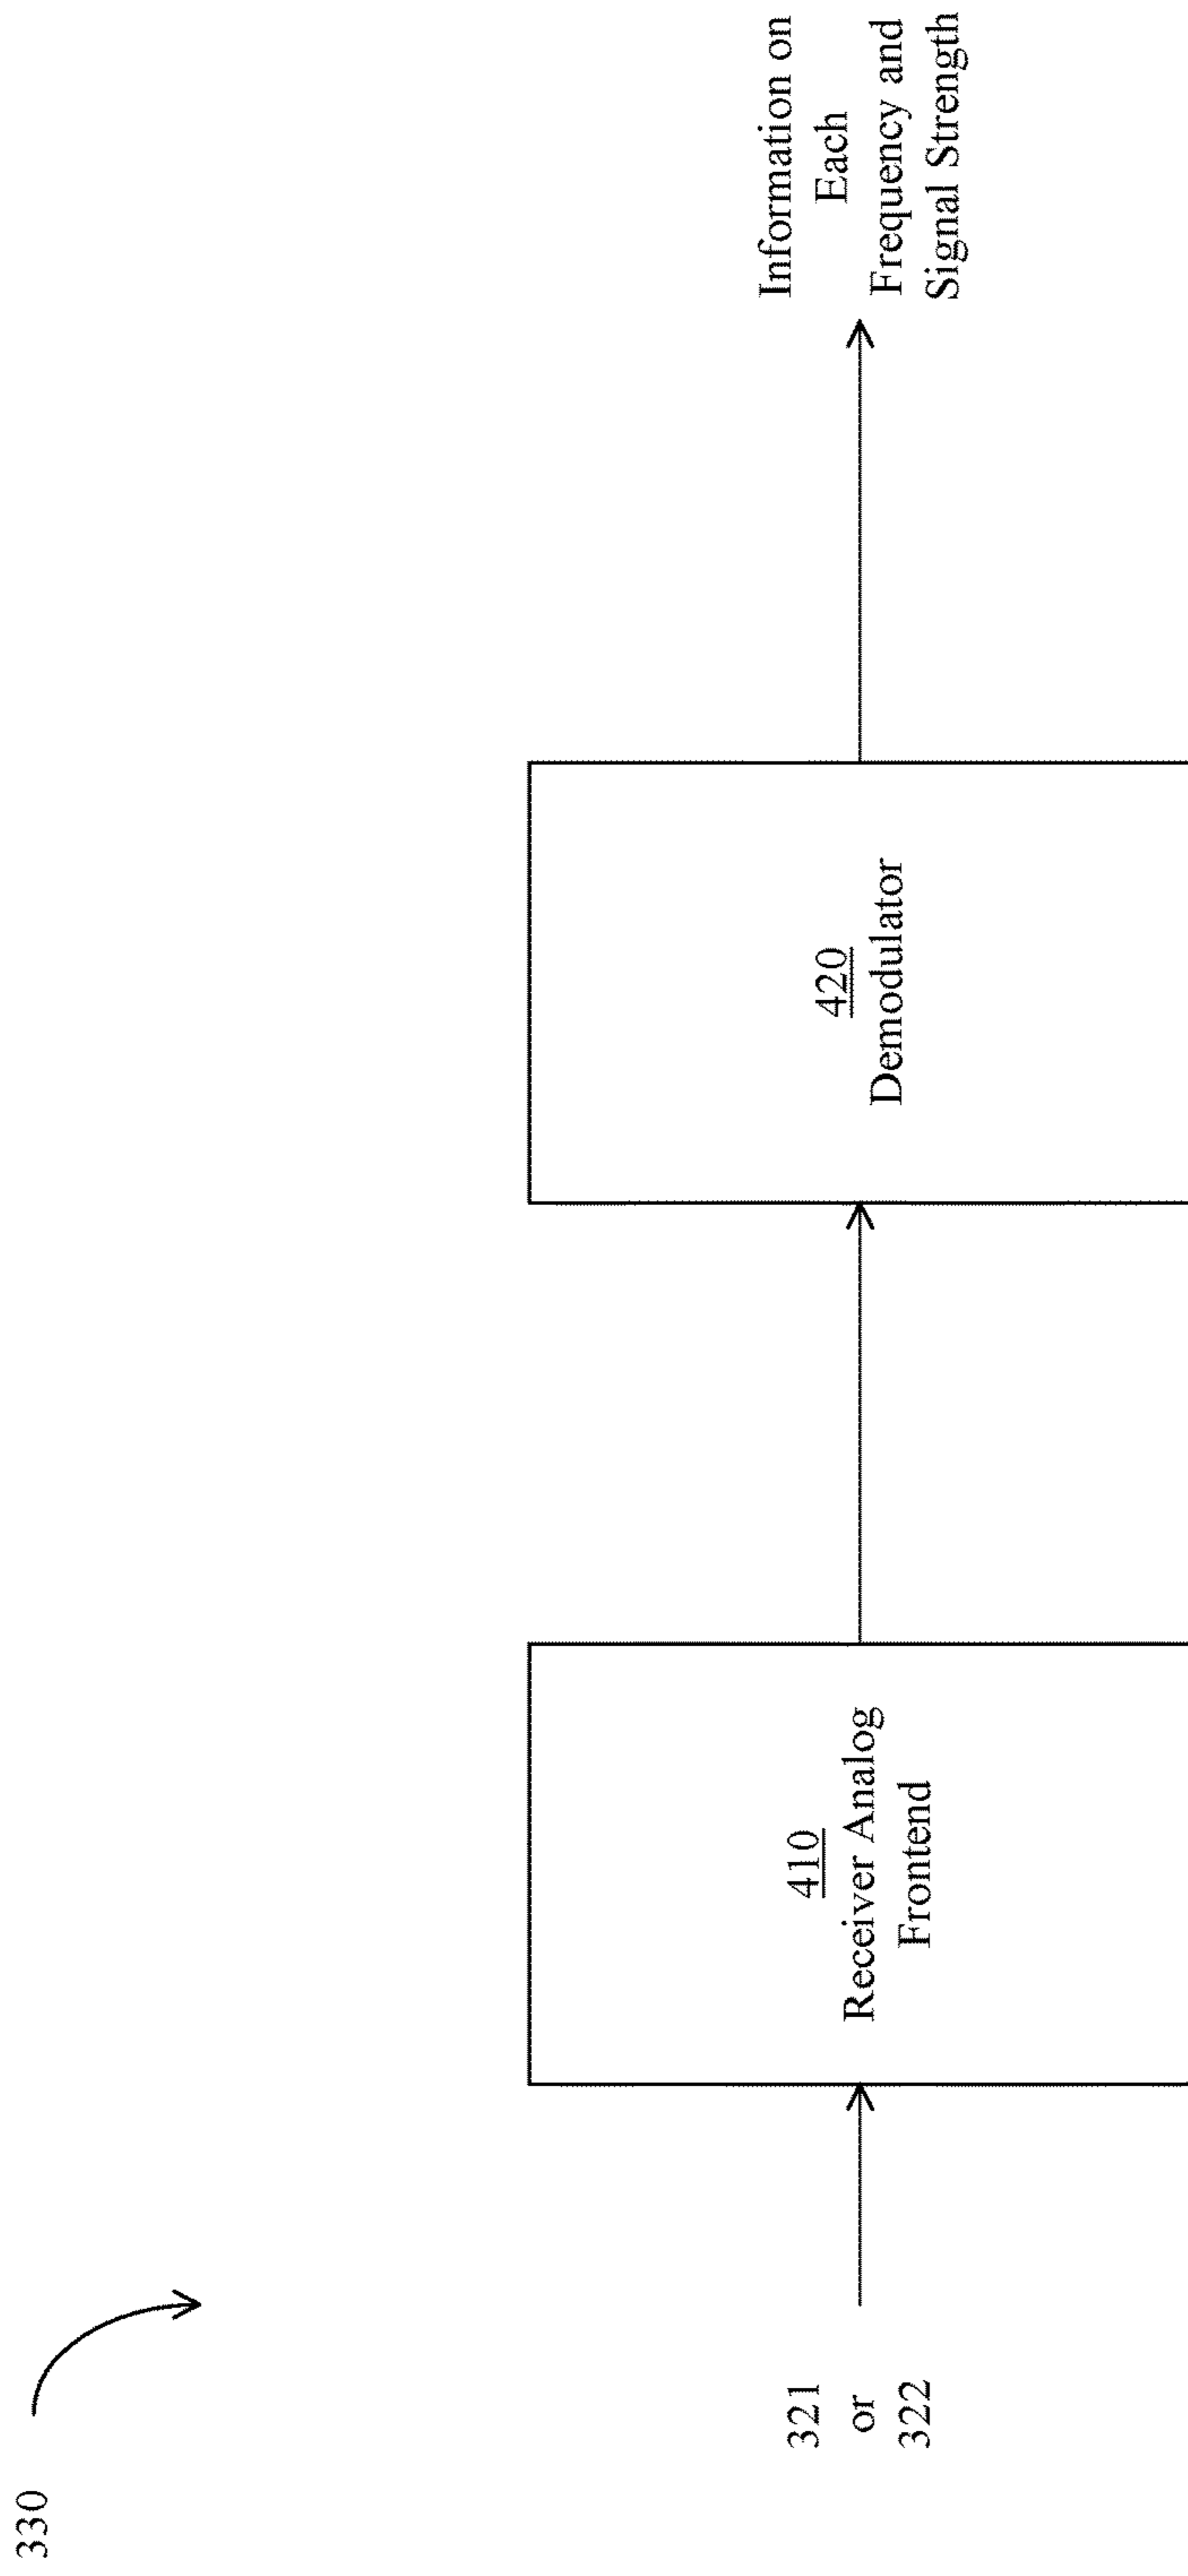 330
321
or
322
410
Receiver Analog
Frontend
420
Demodulator
Information on
Each
Frequency and
Signal Strength